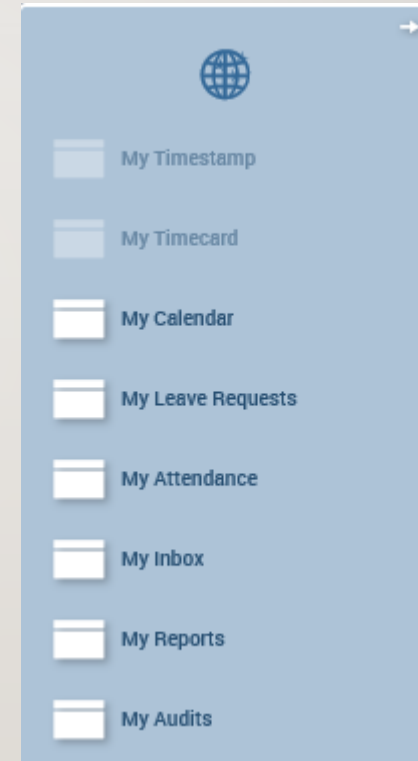 My Timestamp
My Timecard
My Calendar
My Leave Requests
My Attendance
My Inbox
My Reports
My Audits